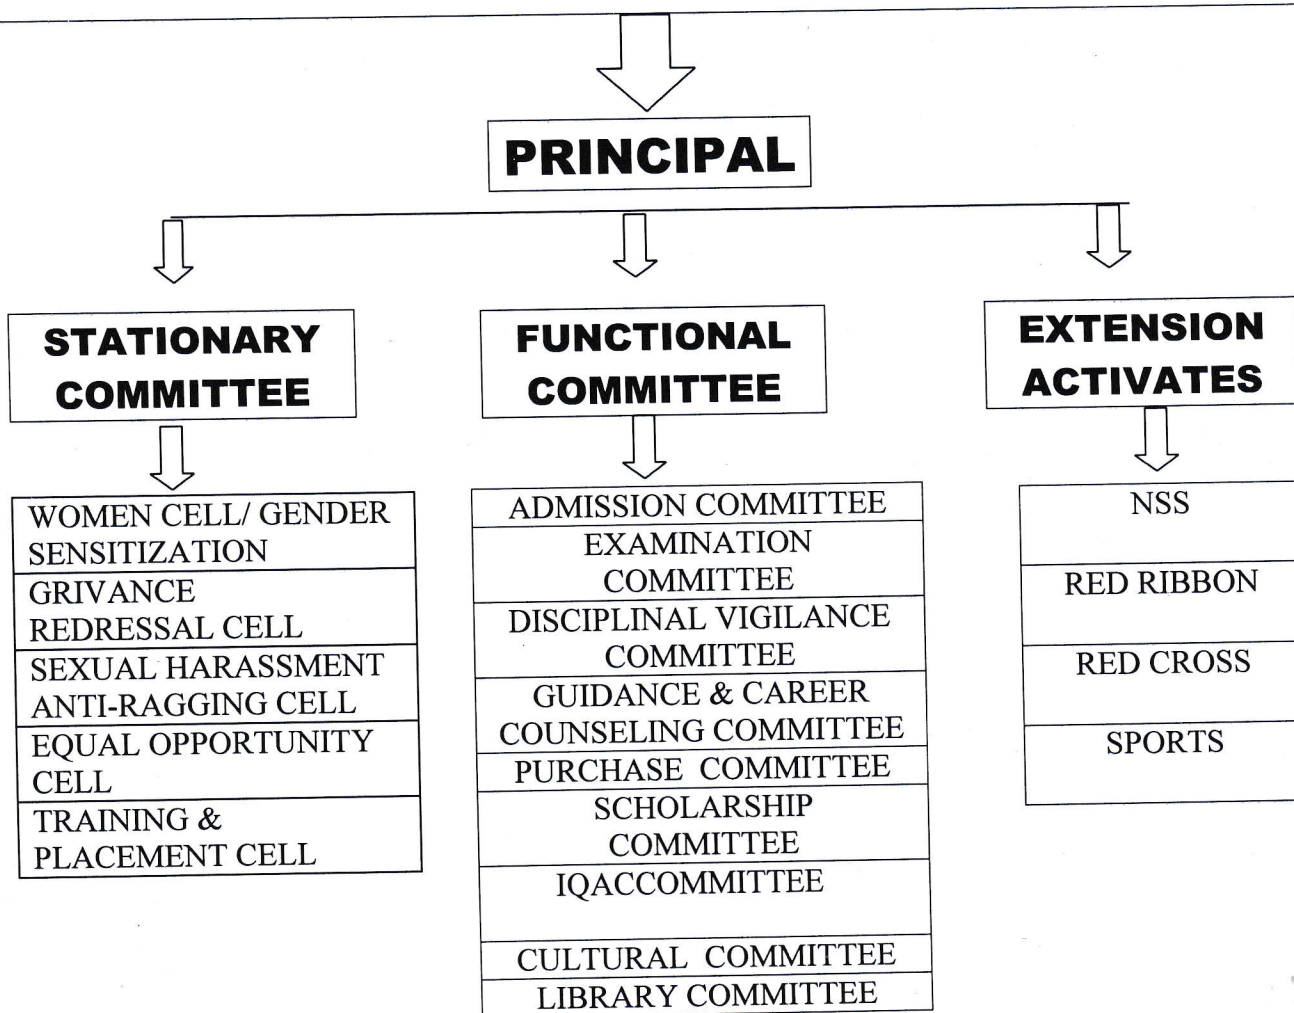 PRINCIPAL
STATIONARY
COMMITTEE
FUNCTIONAL
COMMITTEE
EXTENSION
ACTIVATES
WOMEN CELL/ GENDER
SENSITIZATION
GRIVANCE
REDRESSAL CELL
SEXUAL HARASSMENT
ANTI-RAGGING CELL
EQUAL OPPORTUNITY
CELL
TRAINING &
PLACEMENT CELL
ADMISSION COMMITTEE
EXAMINATION
COMMITTEE
DISCIPLINAL VIGILANCE
COMMITTEE
GUIDANCE & CAREER
COUNSELING COMMITTEE
PURCHASE COMMITTEE
SCHOLARSHIP
COMMITTEE
IQACCOMMITTEE
CULTURAL COMMITTEE
LIBRARY COMMITTEE
NSS
RED RIBBON
RED CROSS
SPORTS